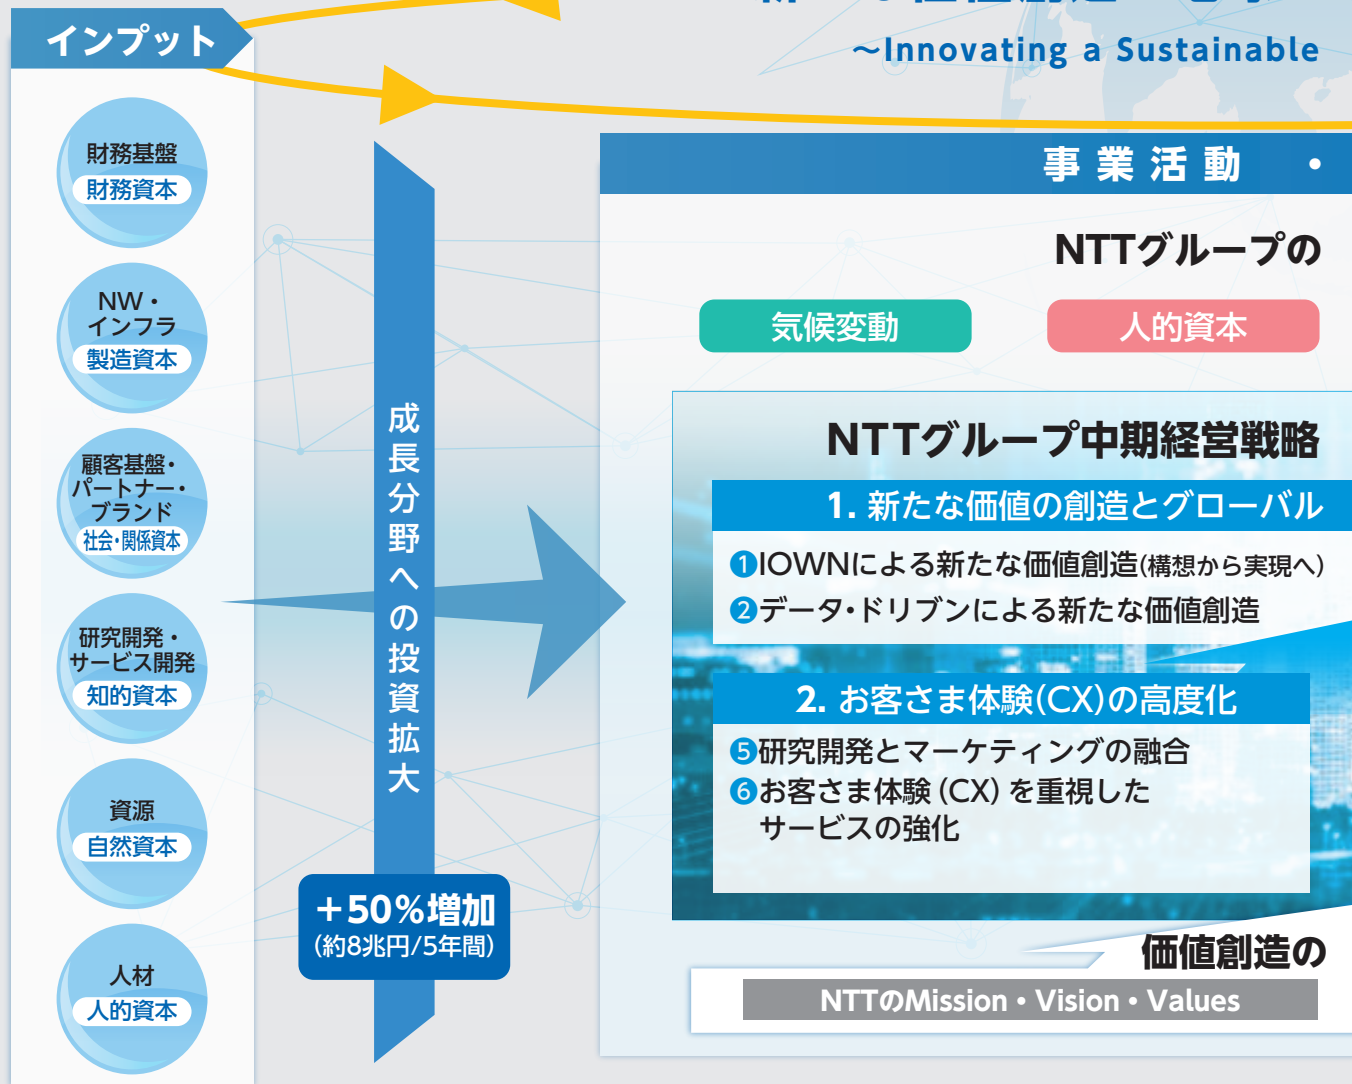 インプット
～Innovating a Sustainable
財務基盤
財務資本
NW・
インフラ
製造資本
顧客基盤・
パートナー・
ブランド
社会・関係資本
研究開発・
サービス開発
知的資本
資源
自然資本
人材
人的資本
成長分野への投資拡大
＋50％増加
（約8兆円/5年間）
事業活動　・
NTTグループの
気候変動
人的資本
NTTグループ中期経営戦略
1. 新たな価値の創造とグローバル
❶IOWNによる新たな価値創造(構想から実現へ)
❷データ・ドリブンによる新たな価値創造
2. お客さま体験(CX)の高度化
❺研究開発とマーケティングの融合
❻お客さま体験（CX）を重視した
サービスの強化
価値創造の
NTTのMission・Vision・Values